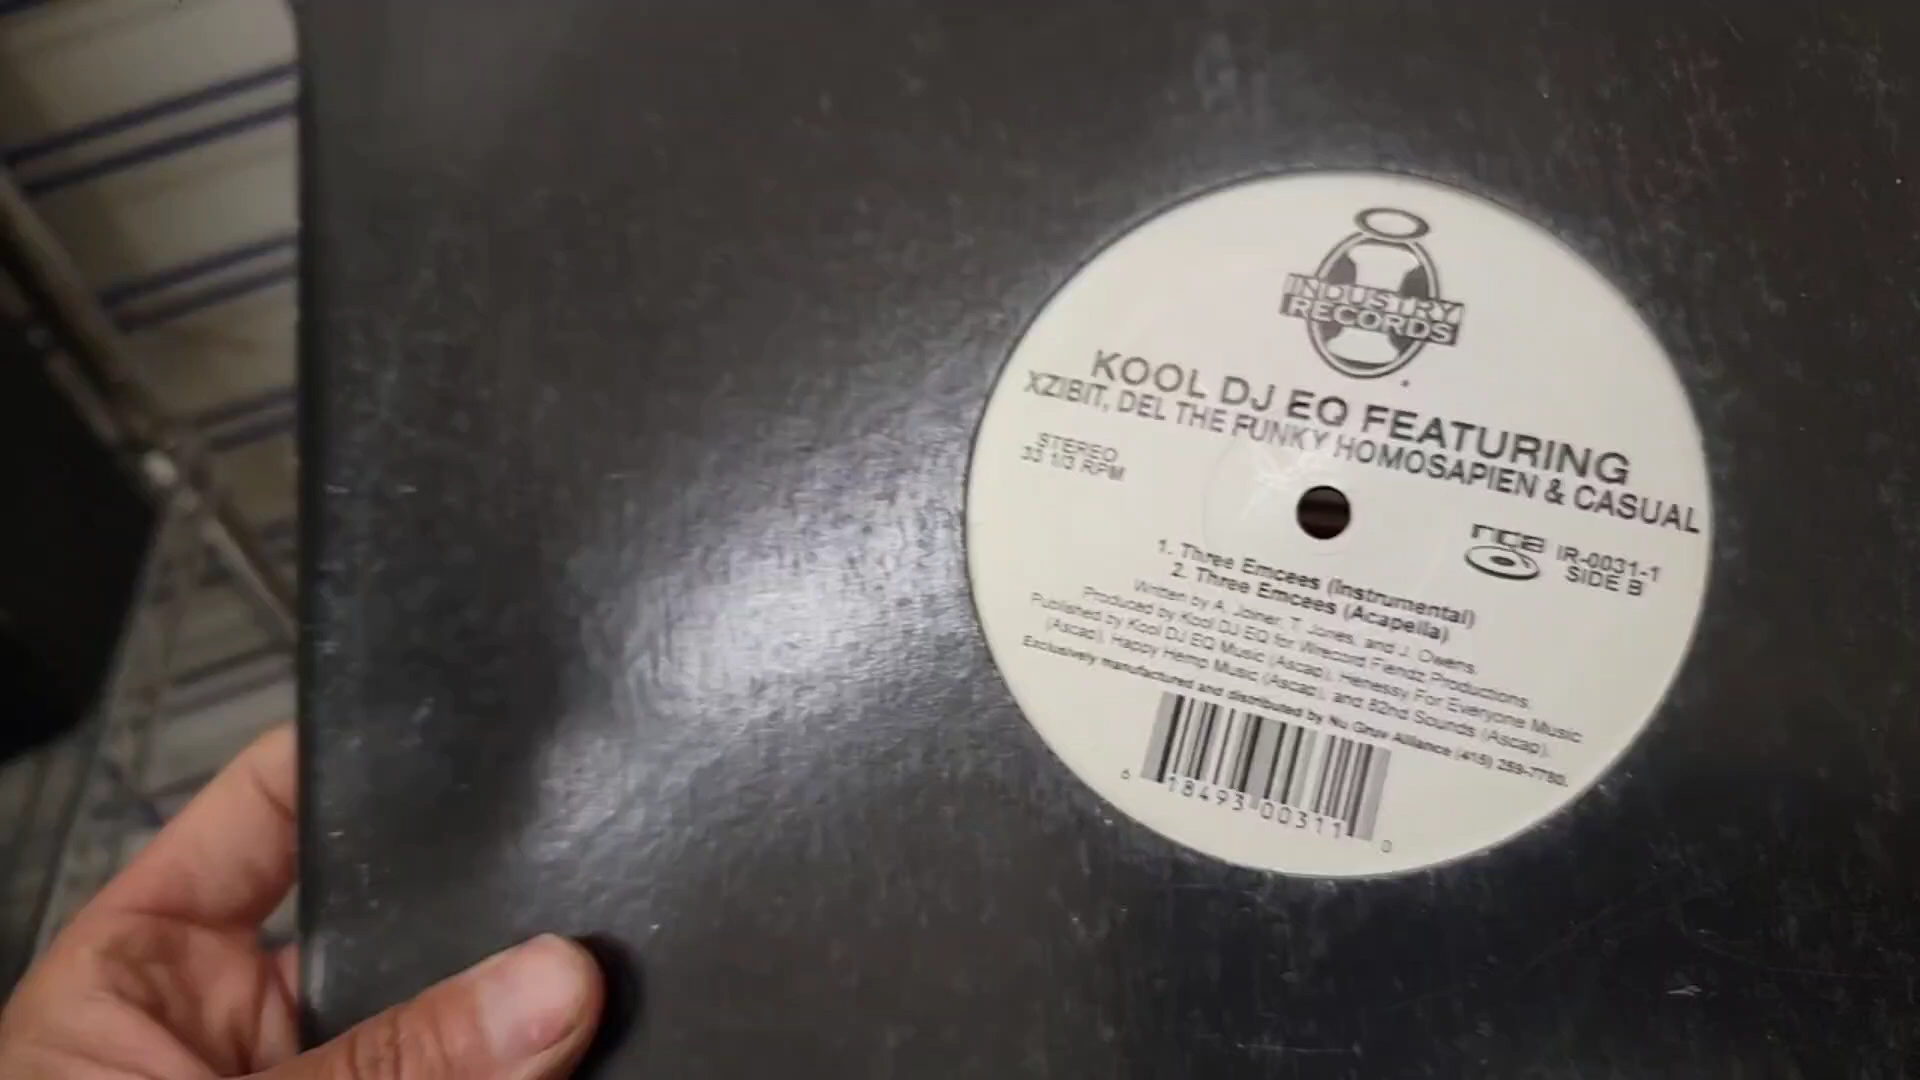 INDUSTRY
RECORDS
KOOL DJ EQ FEATURING
XZIBIT, DEL THE FUNKY HOMOSAPIEN & CASUAL
STEREO
33 1/3 RPM
nga
IR-0031-1
SIDE B
1. Three Emcees (Instrumental)
2. Three Emcees (Acapella)
Written by A. Joiner, T. Jones, and J. Owens.
Produced by Kool DJ EQ for Wirecord Fiendz Productions.
Published by Kool DJ EQ Music (Ascap), Henessy For Everyone Music
(Ascap), Happy Hemp Music (Ascap), and 82nd Sounds (Ascap).
Exclusively manufactured and distributed by Nu Gruv Alliance (415) 259-7780.
6 18493 00311 0